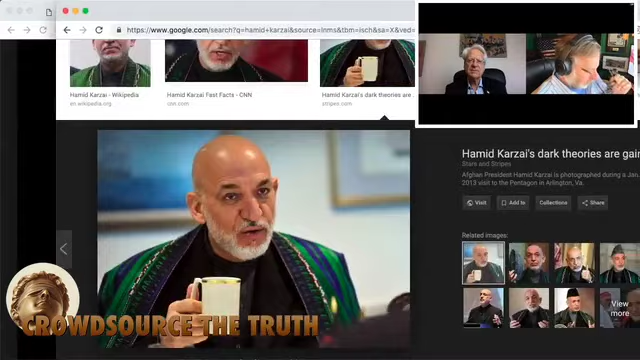 https://www.google.com/search?q=hamid+karzai&source=lnms&tbm=isch&sa=X&ved=
Hamid Karzai - Wikipedia
en.wikipedia.org
Hamid Karzai Fast Facts - CNN
cnn.com
Hamid Karzai's dark theories are ..
stripes.com
Hamid Karzai's dark theories are gai
Stars and Stripes
Afghan President Hamid Karzai is photographed during a Jan.
2013 visit to the Pentagon in Arlington, Va.
Visit
Add to
Collections
Share
Related images:
View
more
CROWDSOURCE THE TRUTH